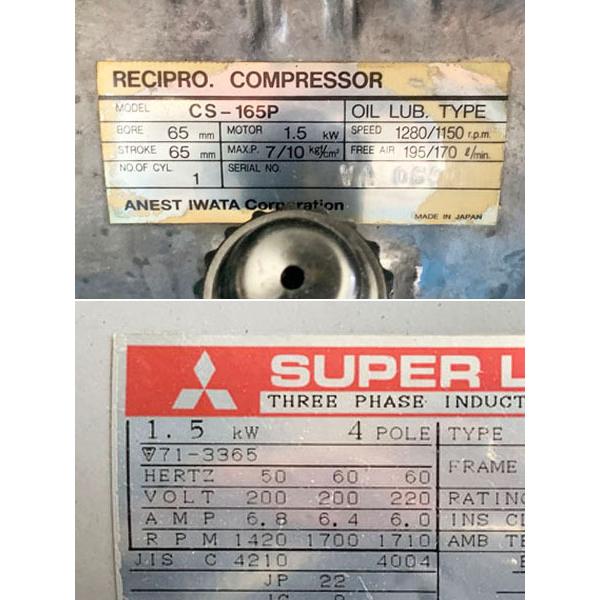 RECIPRO. COMPRESSOR
MODEL CS-165P OIL LUB. TYPE
BORE 65 mm MOTOR 1.5 kW SPEED 1280/1150 r.p.m.
STROKE 65 mm MAX.P. 7/10 kg/cm² FREE AIR 195/170 ℓ/min.
NO.OF CYL. 1 SERIAL NO.
ANEST IWATA Corporation
MADE IN JAPAN
SUPER L
THREE PHASE INDUCT
1.5 kW 4 POLE TYPE
71-3365 FRAME
HERTZ 50 60 60
VOLT 200 200 220 RATING
AMP 6.8 6.4 6.0 INS CL
RPM 1420 1700 1710 AMB TE
JIS C 4210 4004
JP 22